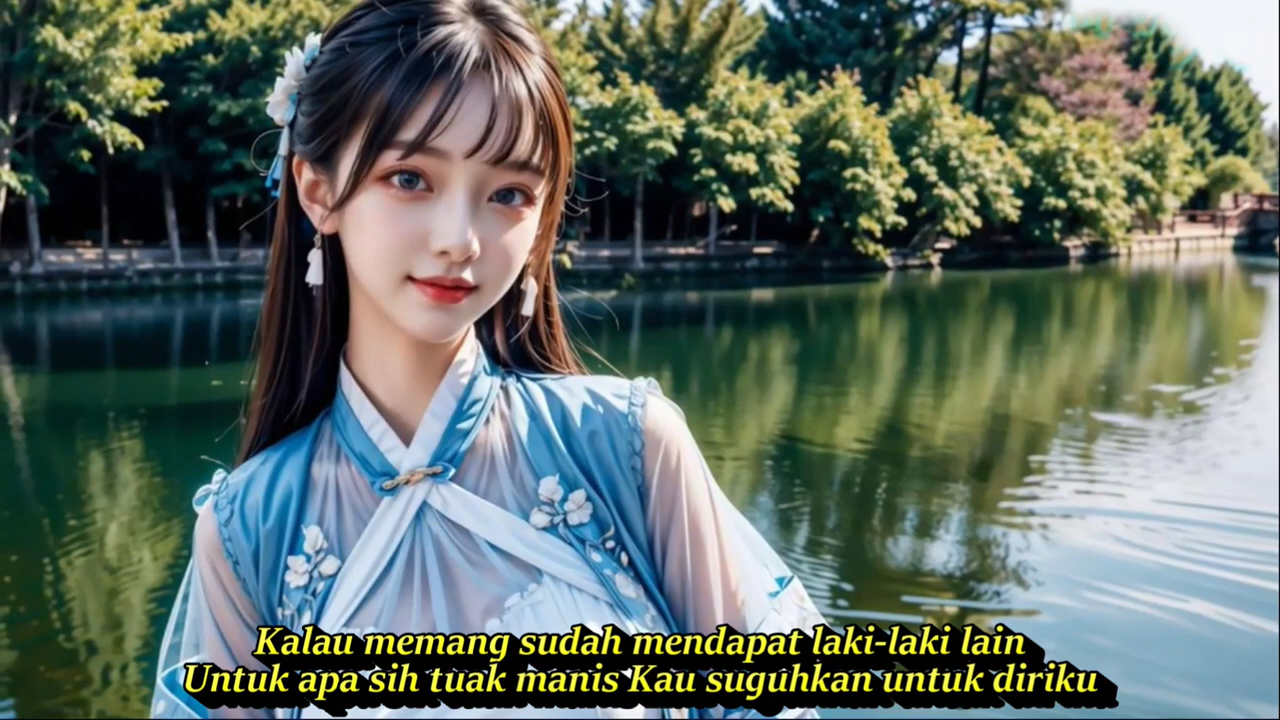 Kalau memang sudah mendapat laki-laki lain
Untuk apa sih tuak manis Kau suguhkan untuk diriku